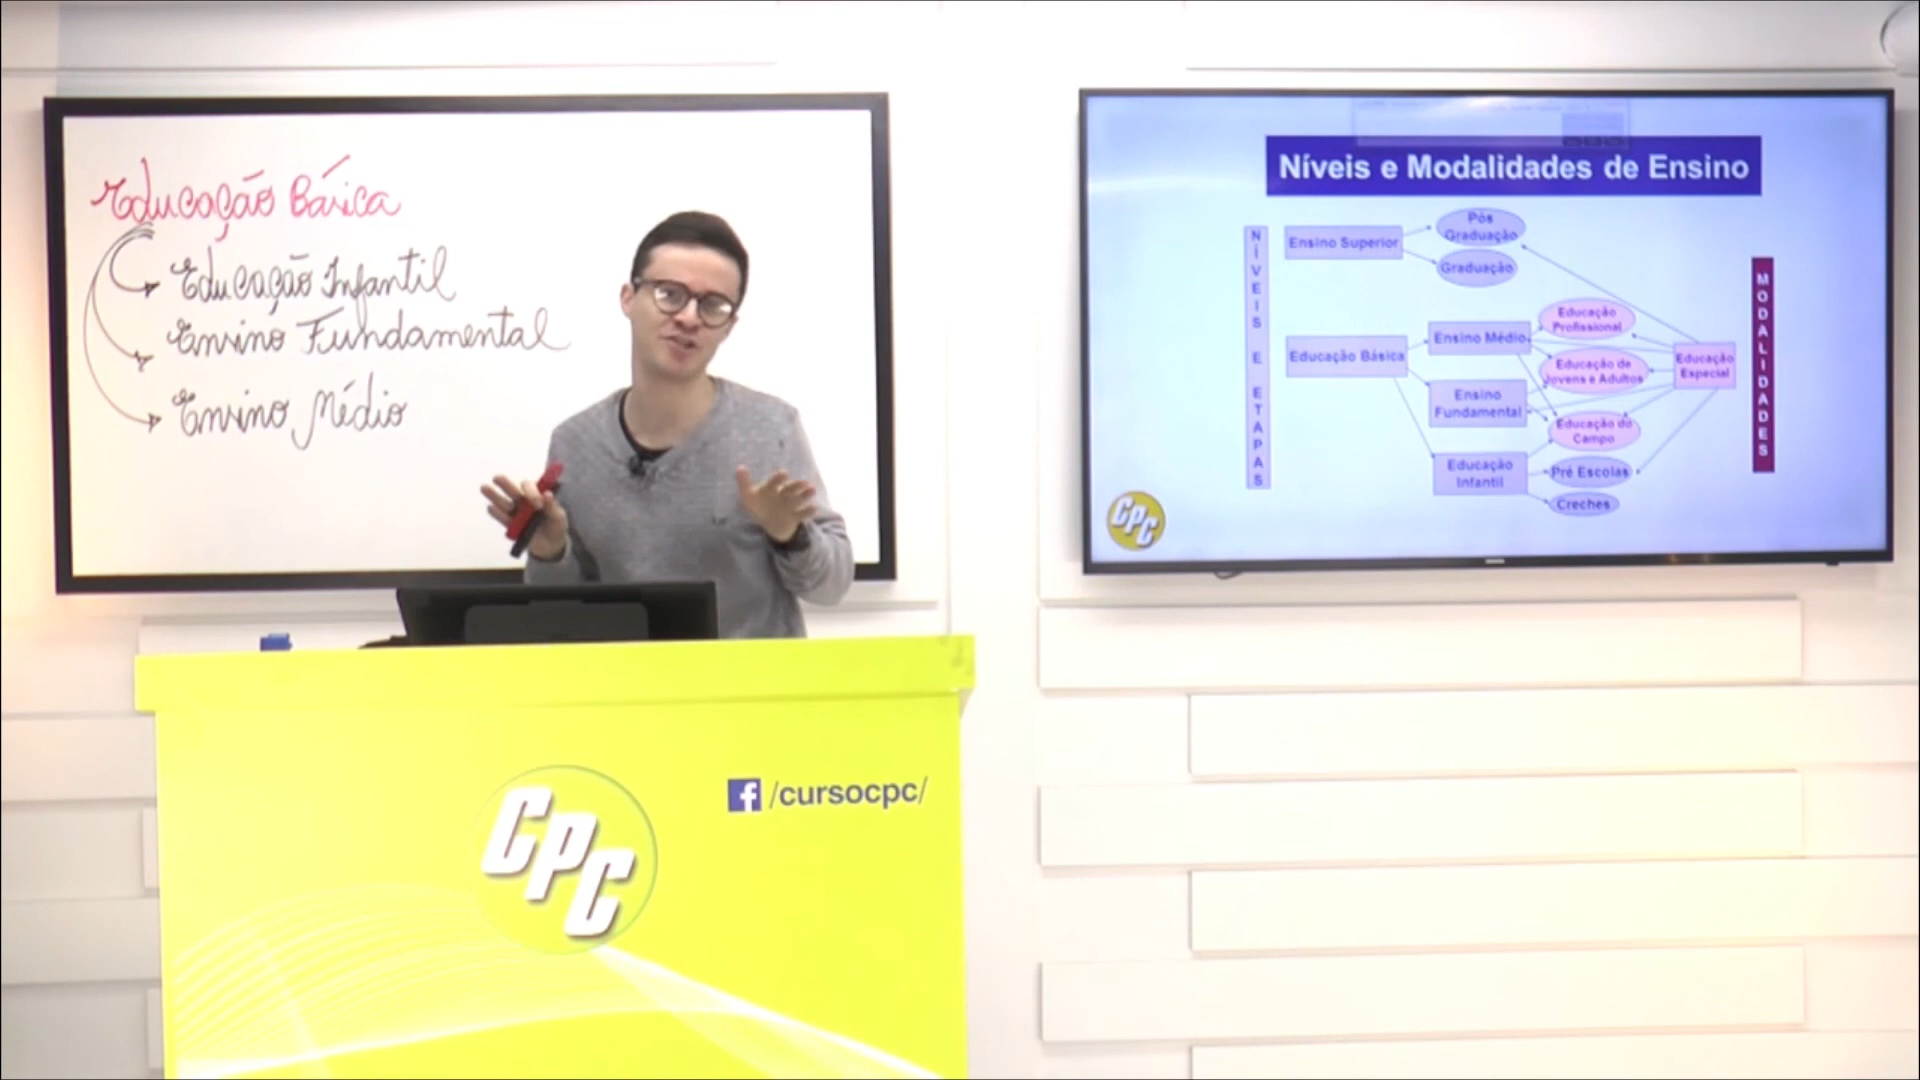 Educação Básica
Educação Infantil
Ensino Fundamental
Ensino Médio
Níveis e Modalidades de Ensino
NÍVEIS E ETAPAS
Ensino Superior
Pós
Graduação
Graduação
Educação Básica
Ensino Médio
Ensino
Fundamental
Educação
Infantil
Educação
Profissional
Educação de
Jovens e Adultos
Educação do
Campo
Pré Escolas
Creches
Educação
Especial
MODALIDADES
CPC
CPC
f /cursocpc/